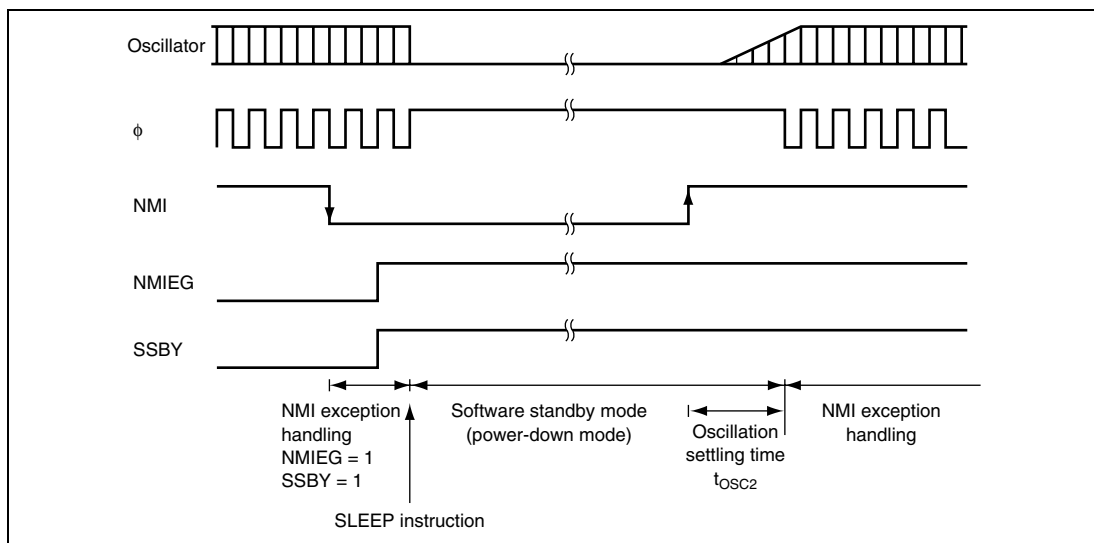 Oscillator
φ
NMI
NMIEG
SSBY
NMI exception
handling
NMIEG = 1
SSBY = 1
Software standby mode
(power-down mode)
Oscillation
settling time
tOSC2
NMI exception
handling
SLEEP instruction